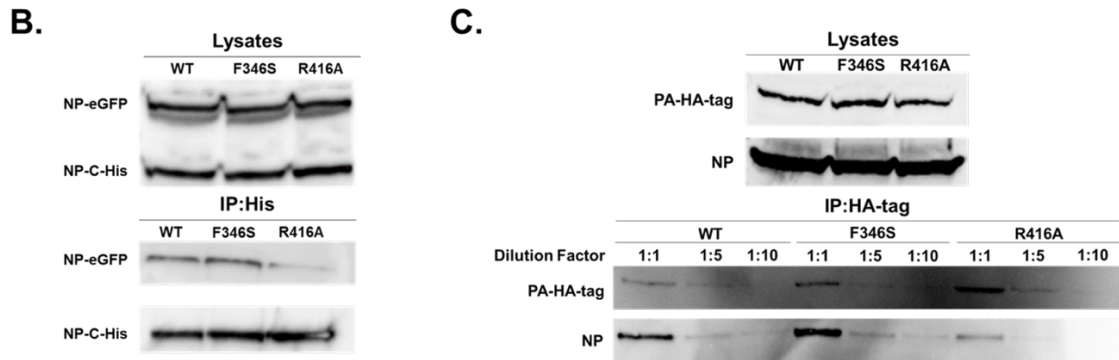 B.
Lysates
WT F346S R416A
NP-eGFP
NP-C-His
IP:His
WT F346S R416A
NP-eGFP
NP-C-His
C.
Lysates
WT F346S R416A
PA-HA-tag
NP
IP:HA-tag
WT F346S R416A
Dilution Factor 1:1 1:5 1:10 1:1 1:5 1:10 1:1 1:5 1:10
PA-HA-tag
NP